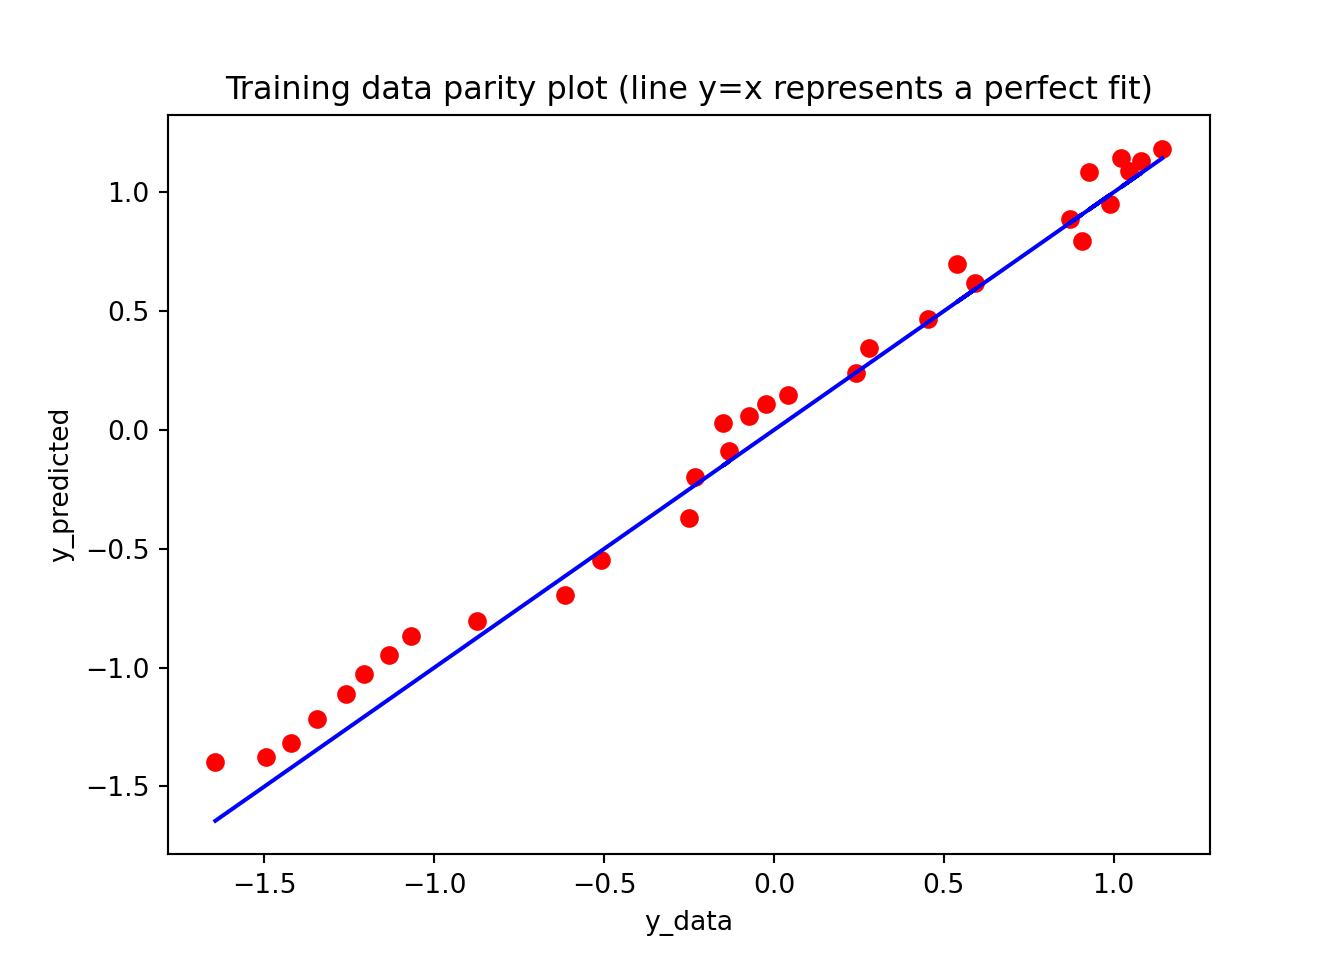 Training data parity plot (line y=x represents a perfect fit)
1.0
0.5
0.0
−0.5
−1.0
−1.5
y_predicted
−1.5 −1.0 −0.5 0.0 0.5 1.0
y_data